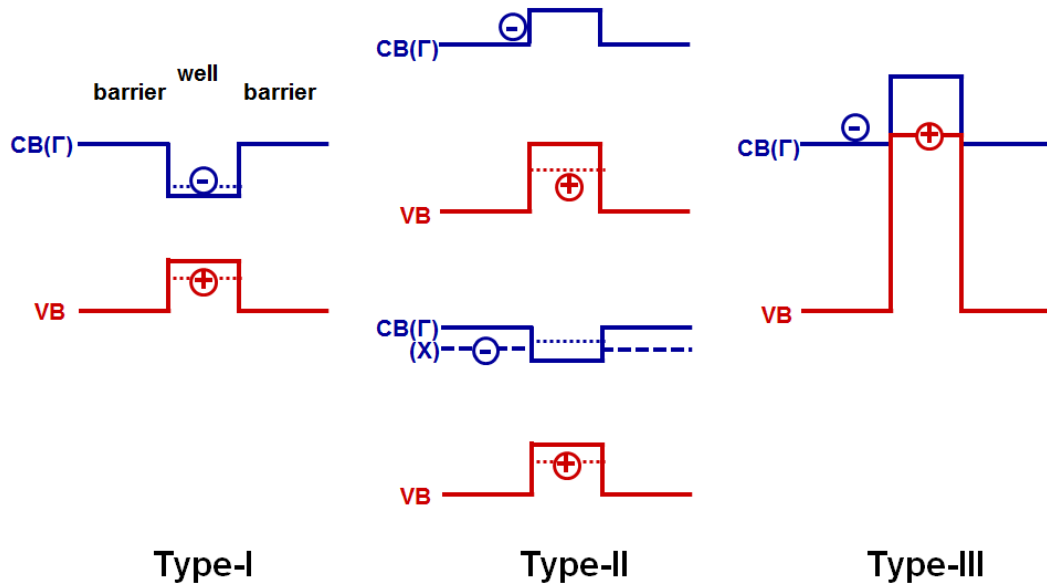 well
barrier barrier
CB(Γ)
-
+
VB
Type-I
CB(Γ)
-
+
VB
CB(Γ)
(X)
-
+
VB
Type-II
CB(Γ)
-
+
VB
Type-III